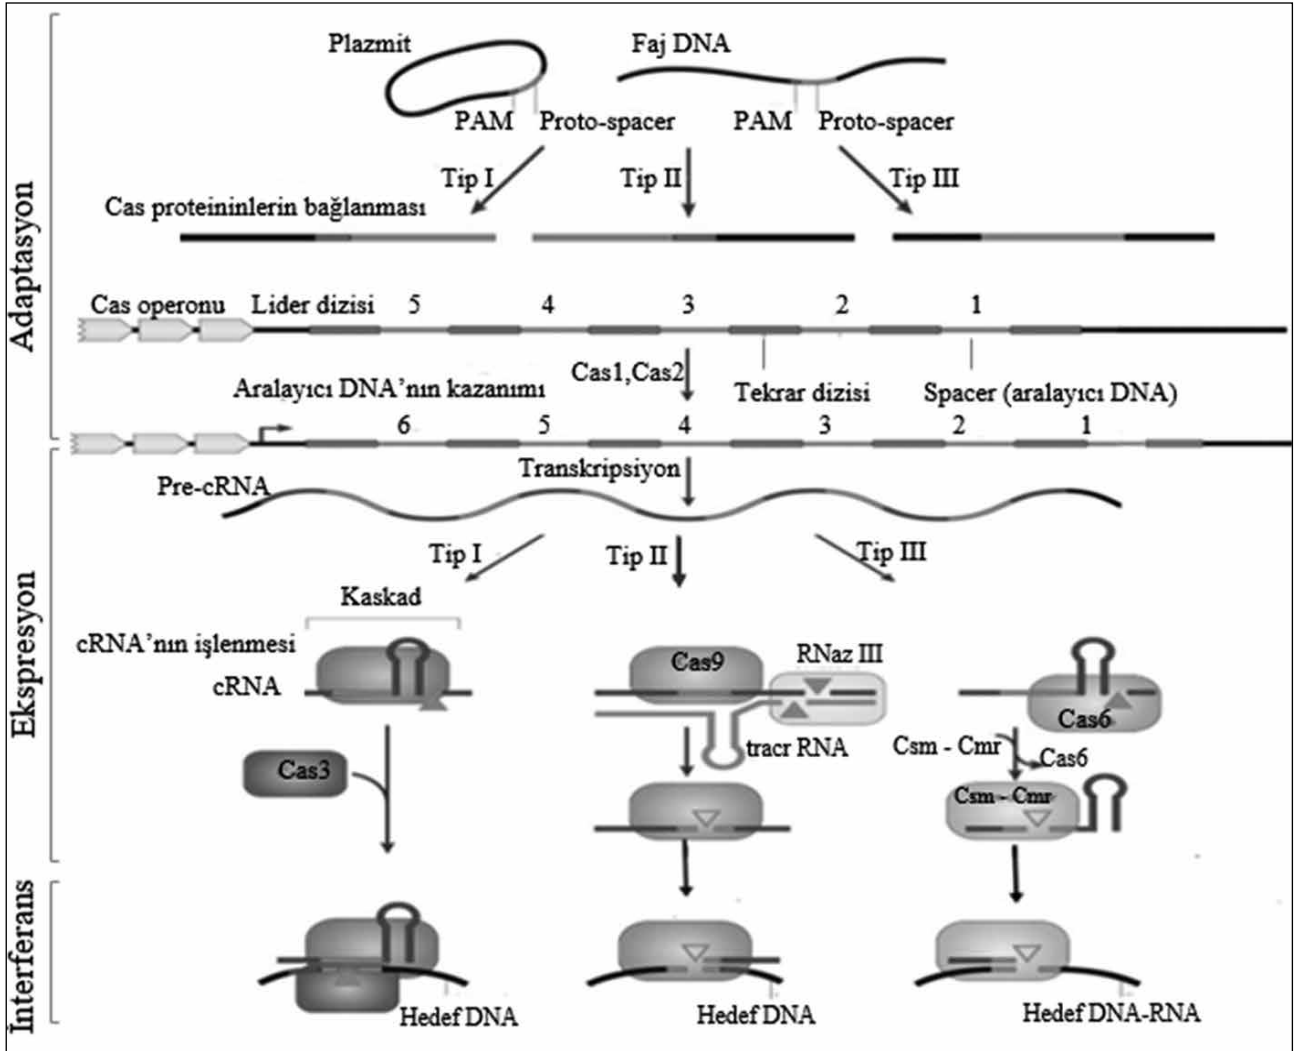 Plazmit
Faj DNA
PAM
Proto-spacer
PAM
Proto-spacer
Tip I
Tip II
Tip III
Cas proteininlerin bağlanması
Cas operonu
Lider dizisi
5
4
3
2
1
Cas1,Cas2
Tekrar dizisi
Spacer (aralayıcı DNA)
Aralayıcı DNA'nın kazanımı
6
5
4
3
2
1
Adaptasyon
Transkripsiyon
Pre-cRNA
Tip I
Tip II
Tip III
Kaskad
cRNA'nın işlenmesi
cRNA
Cas9
RNaz III
tracr RNA
Cas6
Csm - Cmr
Cas6
Cas3
Csm - Cmr
Ekspresyon
Hedef DNA
Hedef DNA
Hedef DNA-RNA
İnterferans